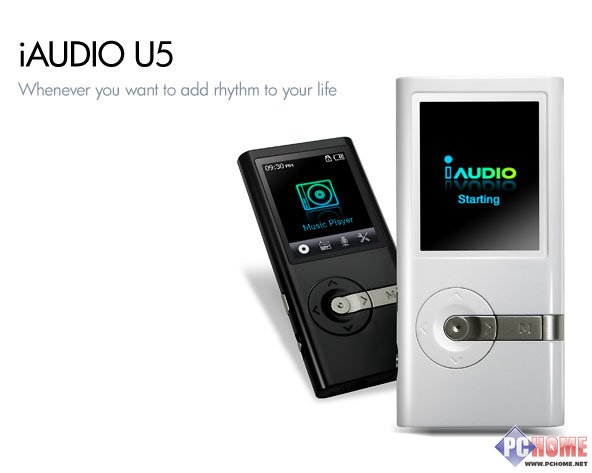 iAUDIO U5
Whenever you want to add rhythm to your life
09:30 PM
Music Player
M
iAUDIO
Starting
M
PCHOME
WWW.PCHOME.NET